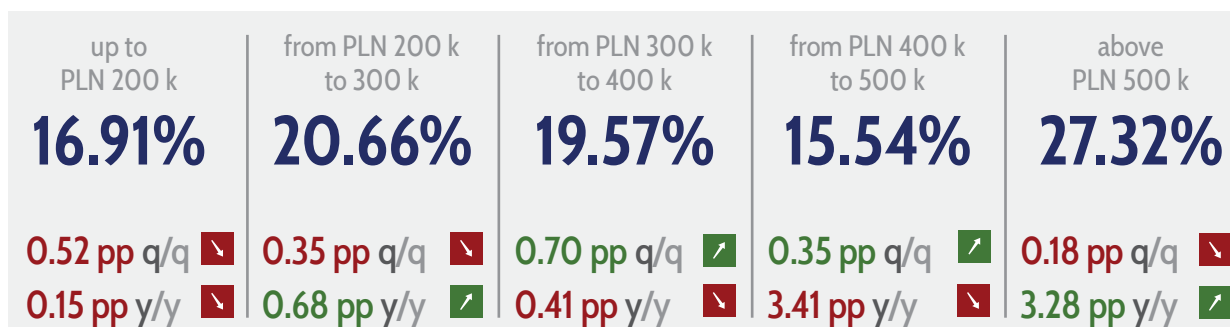 up to
PLN 200 k
16.91%
0.52 pp q/q
0.15 pp y/y
from PLN 200 k
to 300 k
20.66%
0.35 pp q/q
0.68 pp y/y
from PLN 300 k
to 400 k
19.57%
0.70 pp q/q
0.41 pp y/y
from PLN 400 k
to 500 k
15.54%
0.35 pp q/q
3.41 pp y/y
above
PLN 500 k
27.32%
0.18 pp q/q
3.28 pp y/y